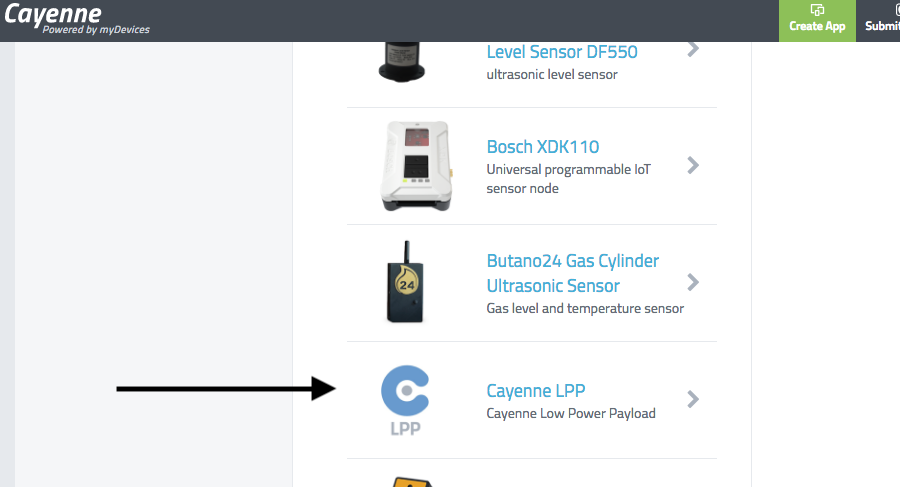 Cayenne
Powered by myDevices
Create App
Submit
Level Sensor DF550
ultrasonic level sensor
Bosch XDK110
Universal programmable IoT
sensor node
Butano24 Gas Cylinder
Ultrasonic Sensor
24
Gas level and temperature sensor
LPP
Cayenne LPP
Cayenne Low Power Payload